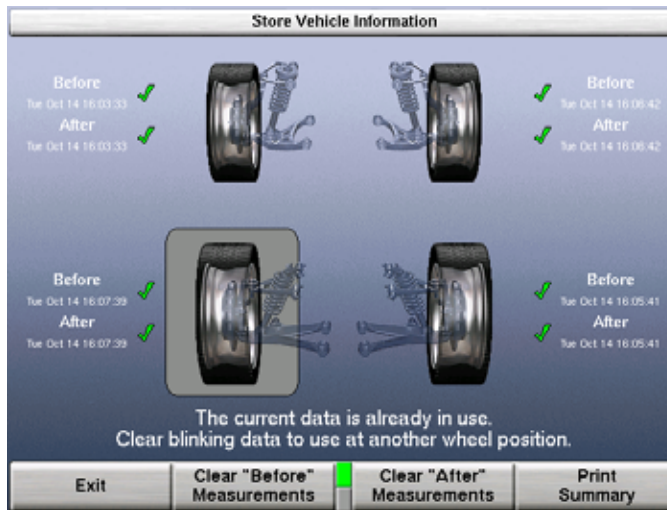 Store Vehicle Information
Before
Tue Oct 14 16:03:33
After
Tue Oct 14 16:03:33
Before
Tue Oct 14 16:06:42
After
Tue Oct 14 16:06:42
Before
Tue Oct 14 16:07:39
After
Tue Oct 14 16:07:39
Before
Tue Oct 14 16:05:41
After
Tue Oct 14 16:05:41
The current data is already in use.
Clear blinking data to use at another wheel position.
Exit
Clear "Before"
Measurements
Clear "After"
Measurements
Print
Summary